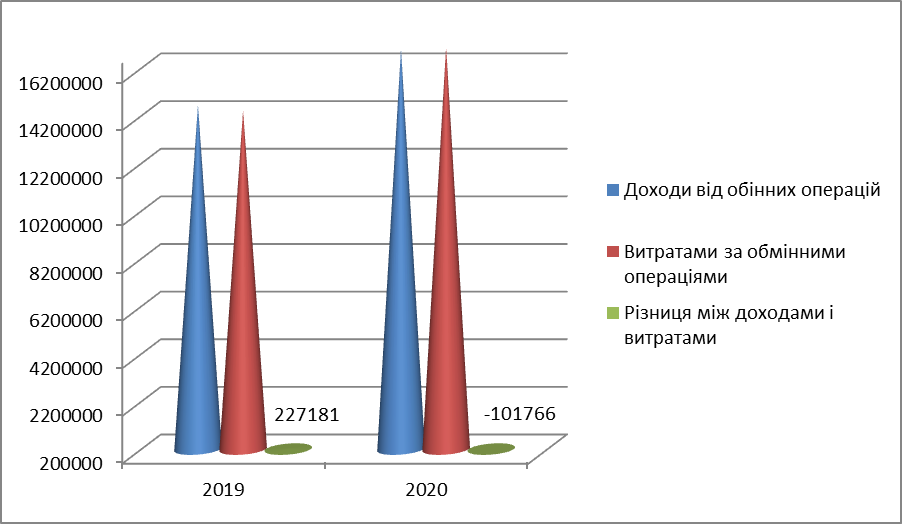 16200000
14200000
12200000
10200000
8200000
6200000
4200000
2200000
200000
227181
-101766
2019
2020
Доходи від обінних операцій
Витратами за обмінними
операціями
Різниця між доходами і
витратами